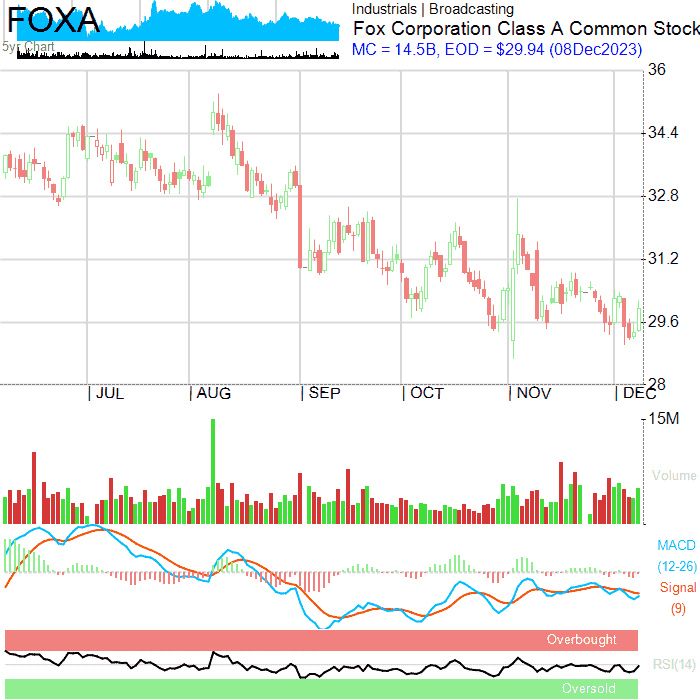 FOXA
5yr Chart
Industrials | Broadcasting
Fox Corporation Class A Common Stock
MC = 14.5B, EOD = $29.94 (08Dec2023)
36
34.4
32.8
31.2
29.6
28
JUL AUG SEP OCT NOV DEC
15M
Volume
MACD
(12-26)
Signal
(9)
Overbought
RSI(14)
Oversold